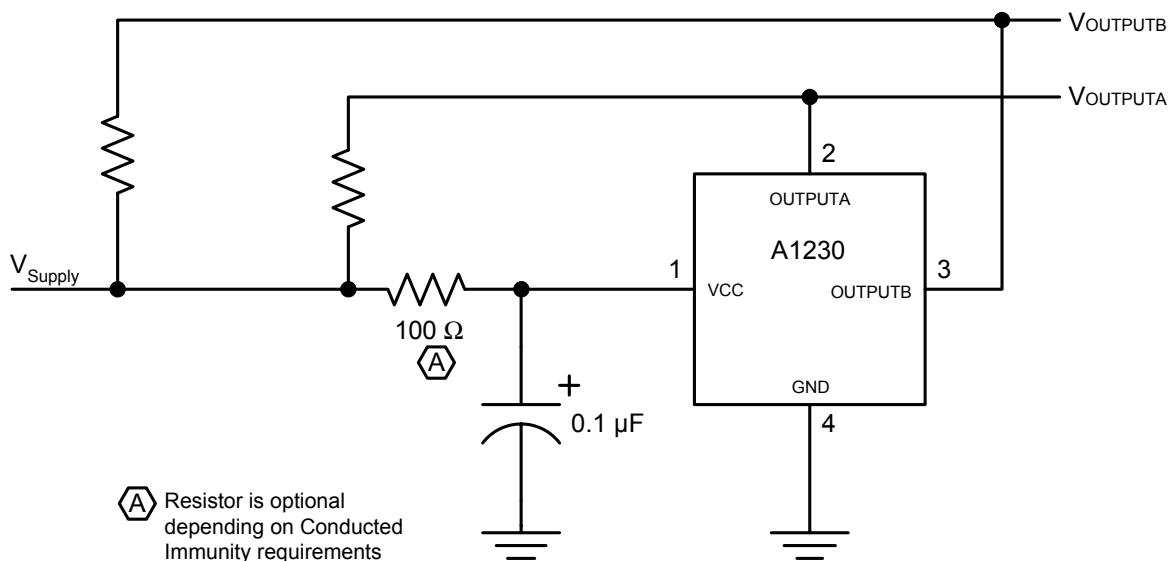 VOUTPUTB
VOUTPUTA
2
OUTPUTA
A1230
VSupply
1
VCC
OUTPUTB
3
100 Ω
A
GND
4
+
0.1 µF
A Resistor is optional
depending on Conducted
Immunity requirements